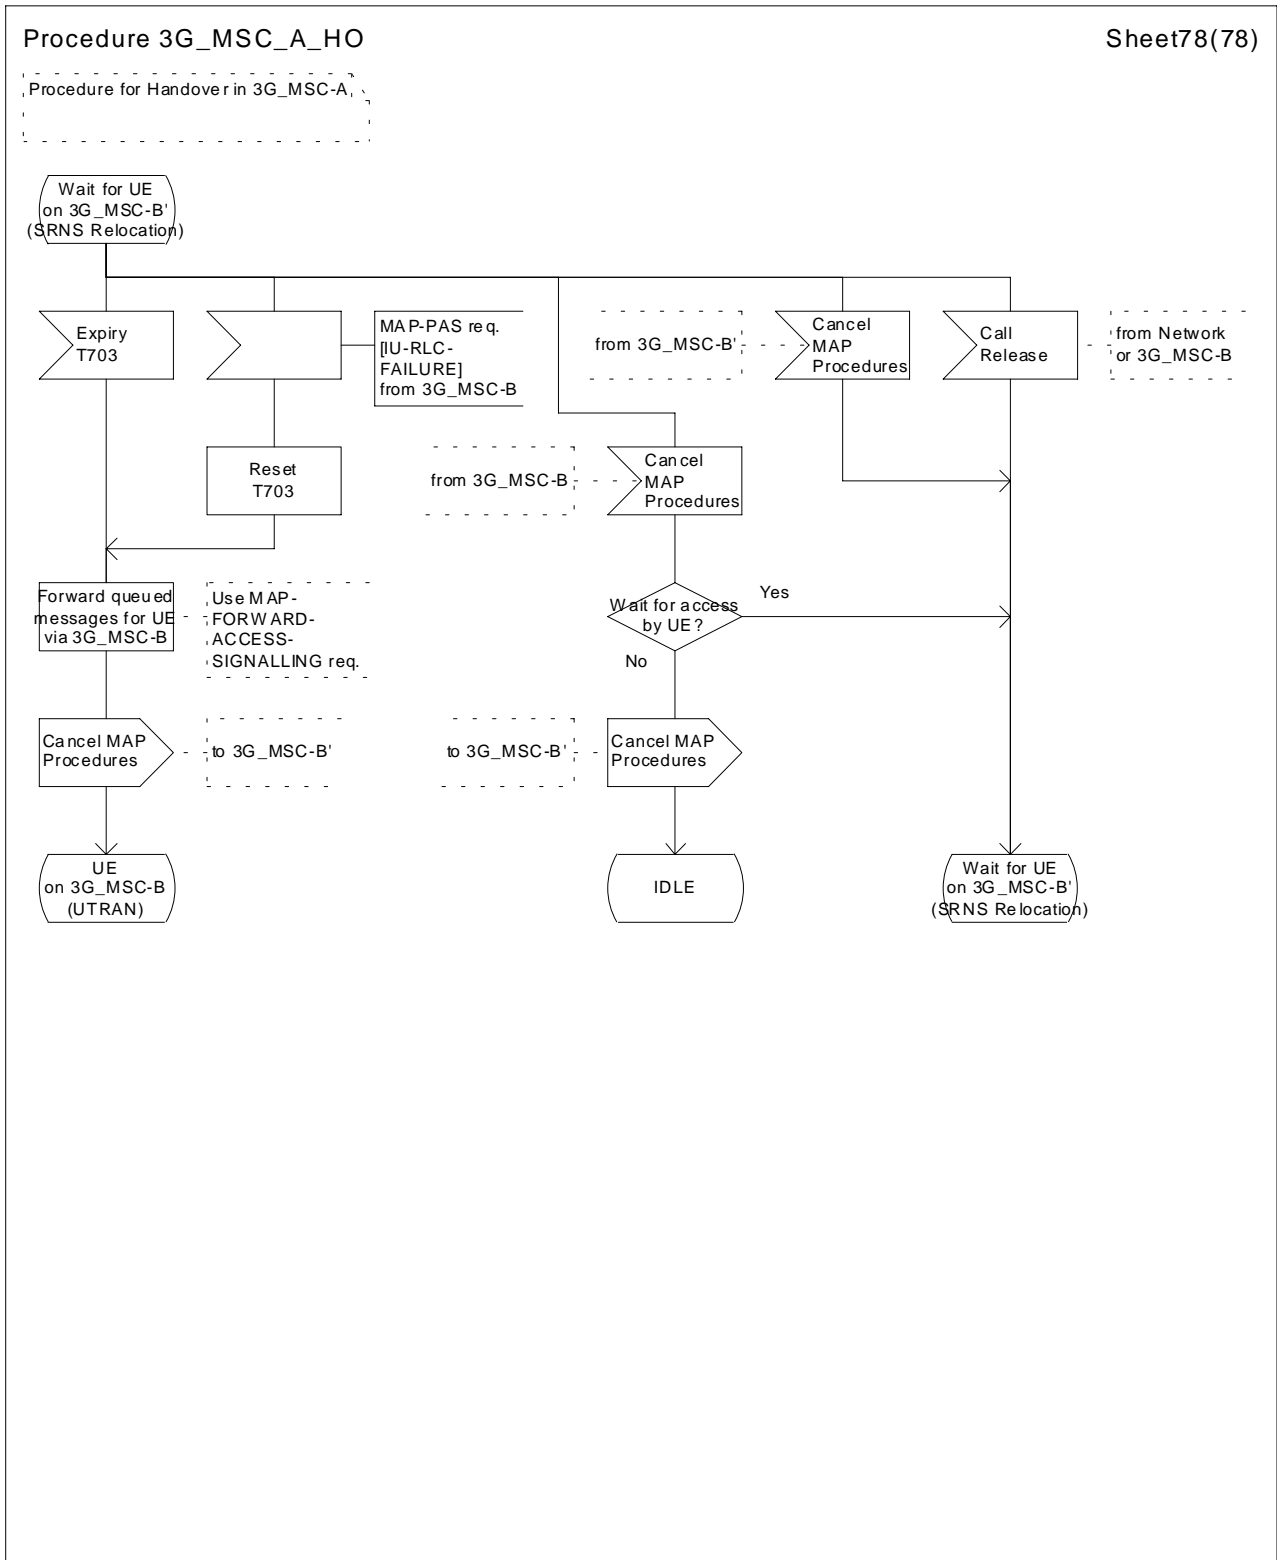 Procedure 3G_MSC_A_HO
Sheet78(78)
Procedure for Handover in 3G_MSC-A
Wait for UE
on 3G_MSC-B'
(SRNS Relocation)
Expiry
T703
MAP-PAS req.
[IU-RLC-
FAILURE]
from 3G_MSC-B
from 3G_MSC-B'
Cancel
MAP
Procedures
Call
Release
from Network
or 3G_MSC-B
Reset
T703
from 3G_MSC-B
Cancel
MAP
Procedures
Forward queued
messages for UE
via 3G_MSC-B
Use MAP-
FORWARD-
ACCESS-
SIGNALLING req.
Wait for access
by UE?
Yes
No
Cancel MAP
Procedures
to 3G_MSC-B'
to 3G_MSC-B'
Cancel MAP
Procedures
UE
on 3G_MSC-B
(UTRAN)
IDLE
Wait for UE
on 3G_MSC-B'
(SRNS Relocation)